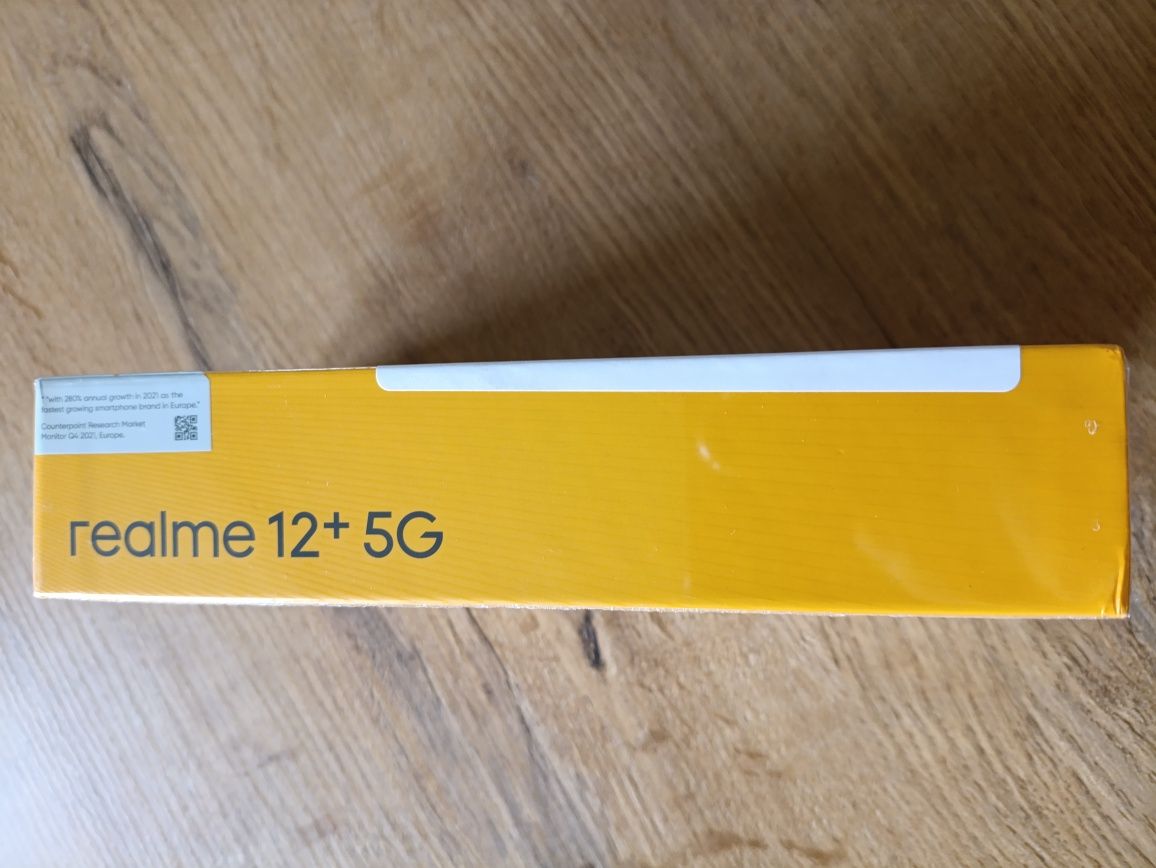 * "with 280% annual growth in 2021 as the
fastest growing smartphone brand in Europe."
Counterpoint Research Market
Monitor Q4 2021, Europe.
realme 12+ 5G